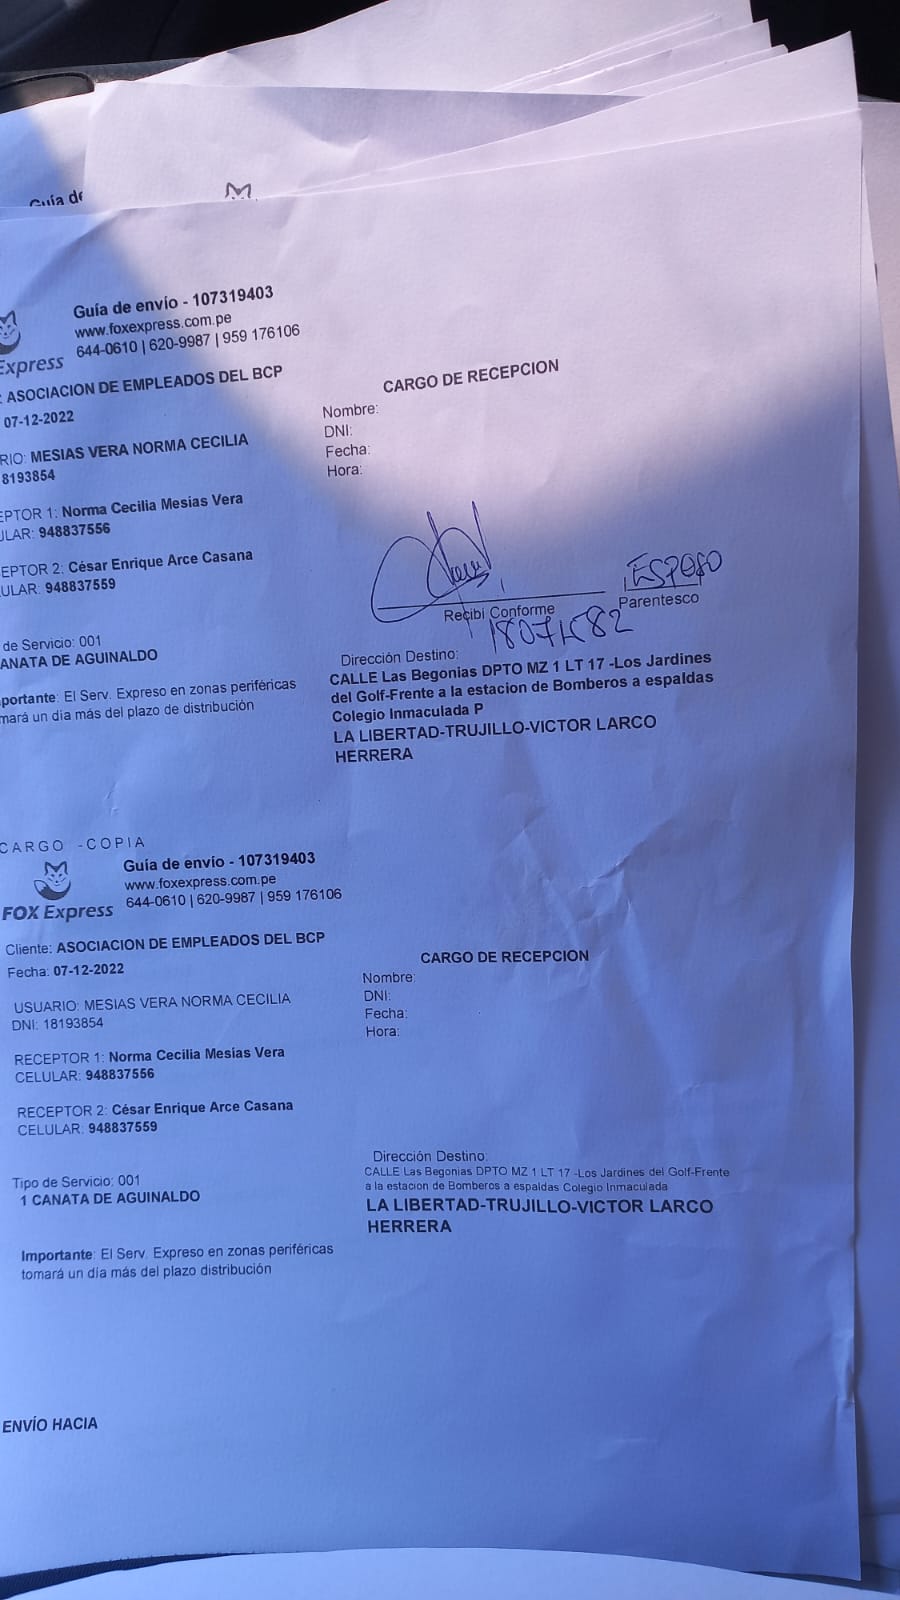 Guía de
Guía de envío - 107319403
www.foxexpress.com.pe
644-0610 | 620-9987 | 959 176106
Express
: ASOCIACION DE EMPLEADOS DEL BCP
07-12-2022
RIO: MESIAS VERA NORMA CECILIA
8193854
EPTOR 1: Norma Cecilia Mesías Vera
ULAR: 948837556
EPTOR 2: César Enrique Arce Casana
ULAR: 948837559
de Servicio: 001
ANATA DE AGUINALDO
portante: El Serv. Expreso en zonas periféricas
mará un día más del plazo de distribución
CARGO DE RECEPCION
Nombre:
DNI:
Fecha:
Hora:
ESPOSO
Recibí Conforme
Parentesco
Dirección Destino:
CALLE Las Begonias DPTO MZ 1 LT 17 -Los Jardines
del Golf-Frente a la estacion de Bomberos a espaldas
Colegio Inmaculada P
LA LIBERTAD-TRUJILLO-VICTOR LARCO
HERRERA
CARGO -COPIA
Guía de envío - 107319403
www.foxexpress.com.pe
644-0610 | 620-9987 | 959 176106
FOX Express
Cliente: ASOCIACION DE EMPLEADOS DEL BCP
Fecha: 07-12-2022
USUARIO: MESIAS VERA NORMA CECILIA
DNI: 18193854
RECEPTOR 1: Norma Cecilia Mesías Vera
CELULAR: 948837556
RECEPTOR 2: César Enrique Arce Casana
CELULAR: 948837559
Tipo de Servicio: 001
1 CANATA DE AGUINALDO
Importante: El Serv. Expreso en zonas periféricas
tomará un día más del plazo distribución
CARGO DE RECEPCION
Nombre:
DNI:
Fecha:
Hora:
Dirección Destino:
CALLE Las Begonias DPTO MZ 1 LT 17 -Los Jardines del Golf-Frente
a la estacion de Bomberos a espaldas Colegio Inmaculada
LA LIBERTAD-TRUJILLO-VICTOR LARCO
HERRERA
ENVÍO HACIA